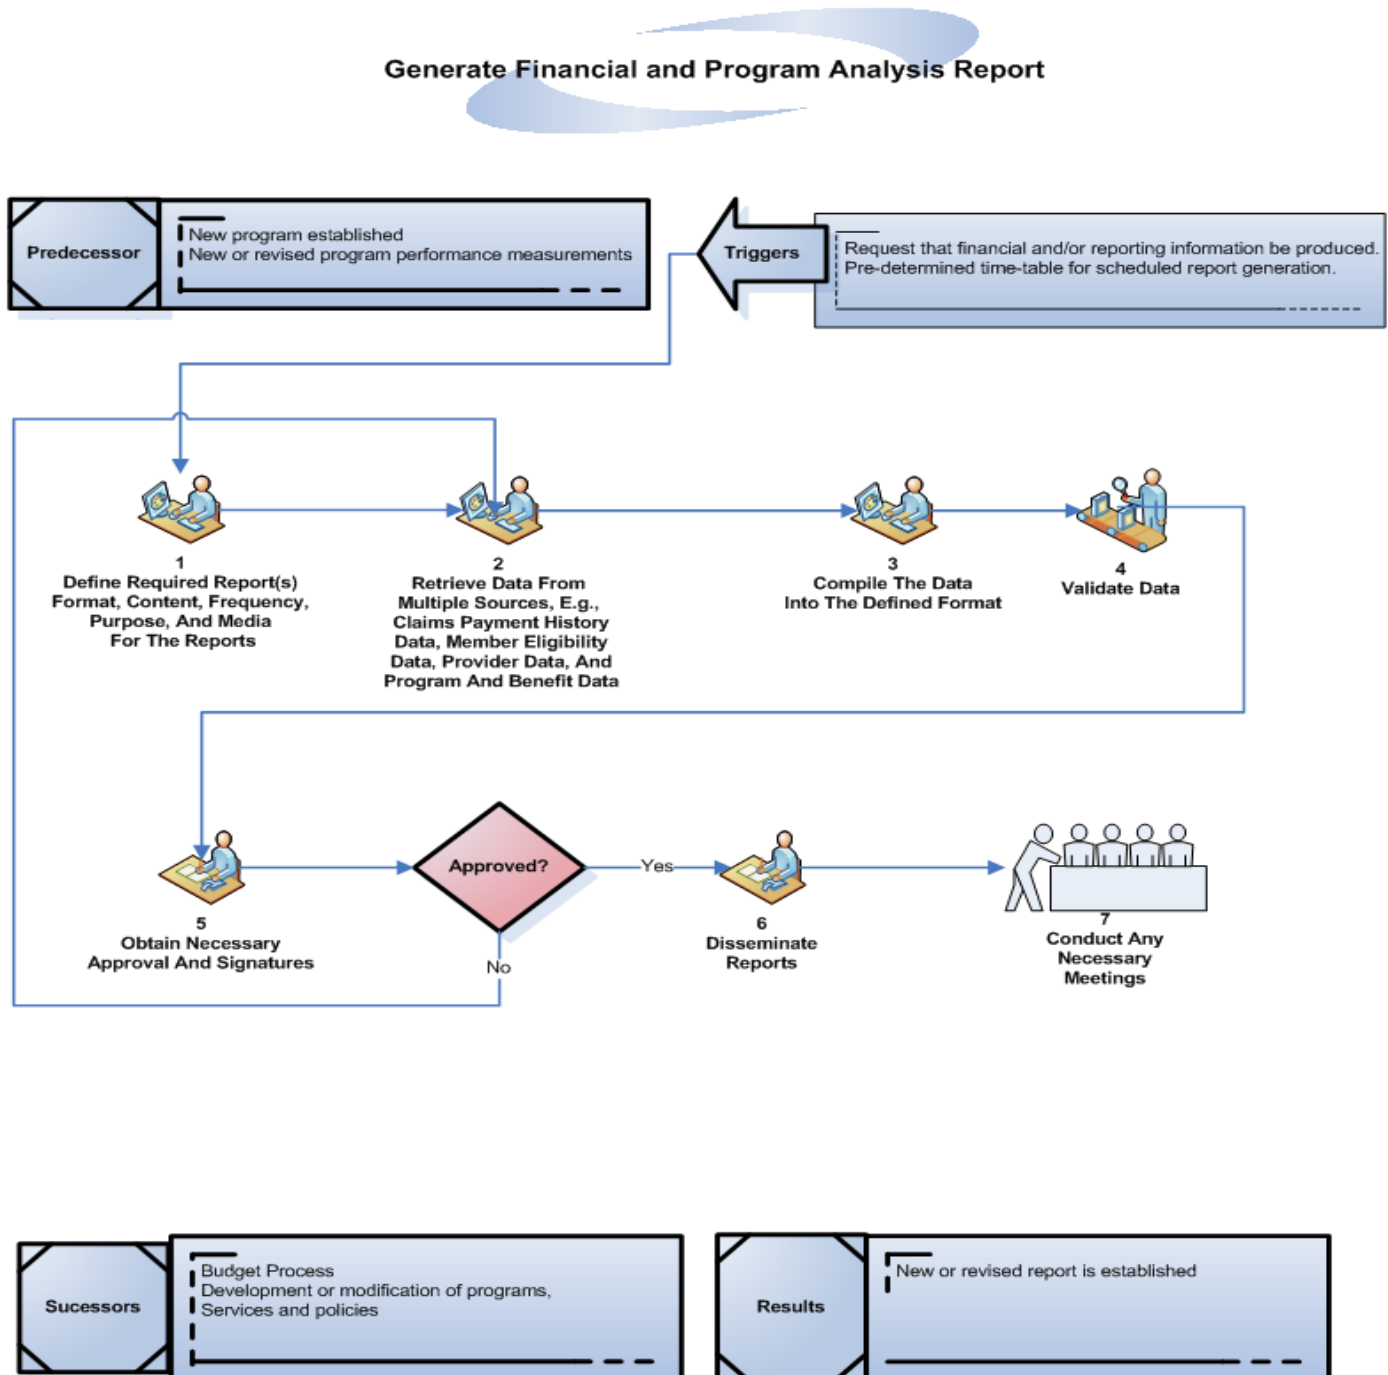 Generate Financial and Program Analysis Report
Predecessor
New program established
New or revised program performance measurements
Triggers
Request that financial and/or reporting information be produced.
Pre-determined time-table for scheduled report generation.
1
Define Required Report(s)
Format, Content, Frequency,
Purpose, And Media
For The Reports
2
Retrieve Data From
Multiple Sources, E.g.,
Claims Payment History
Data, Member Eligibility
Data, Provider Data, And
Program And Benefit Data
3
Compile The Data
Into The Defined Format
4
Validate Data
5
Obtain Necessary
Approval And Signatures
Approved?
Yes
No
6
Disseminate
Reports
7
Conduct Any
Necessary
Meetings
Sucessors
Budget Process
Development or modification of programs,
Services and policies
Results
New or revised report is established